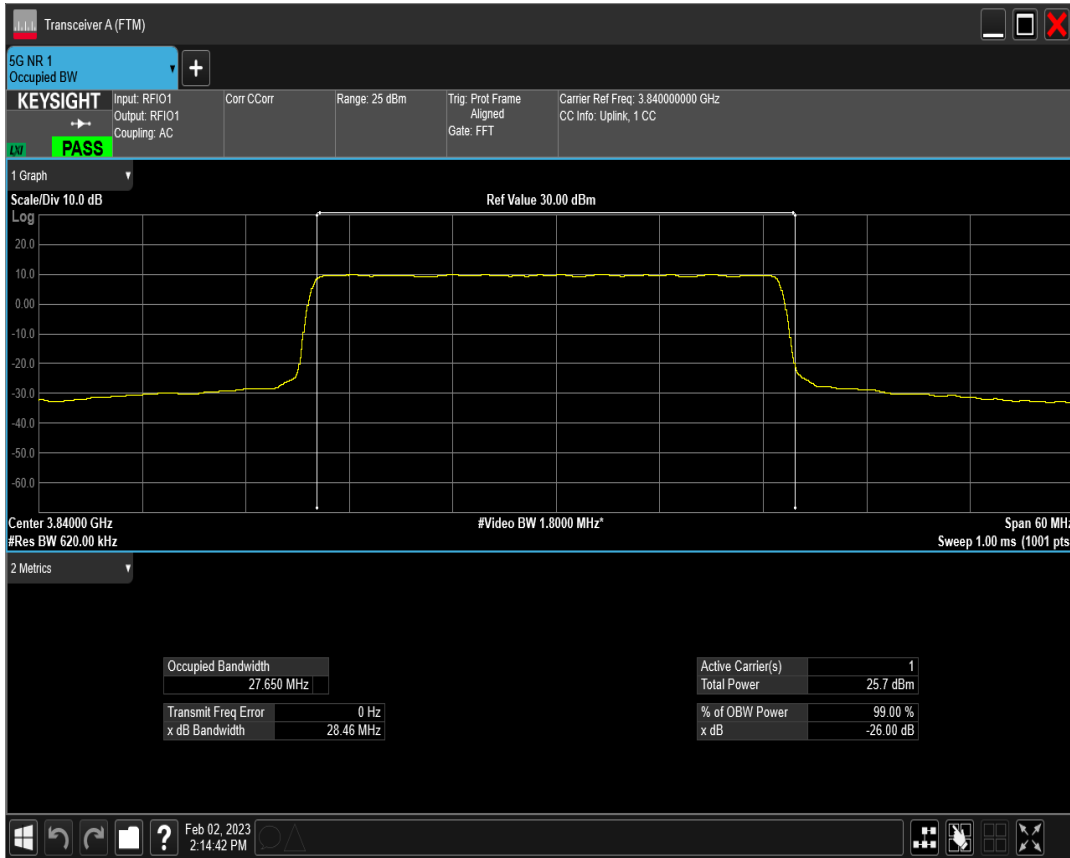 Transceiver A (FTM)
5G NR 1
Occupied BW
+
KEYSIGHT
Input: RFIO1
Output: RFIO1
Coupling: AC
LXI
PASS
Corr CCorr
Range: 25 dBm
Trig: Prot Frame
Aligned
Gate: FFT
Carrier Ref Freq: 3.840000000 GHz
CC Info: Uplink, 1 CC
1 Graph
Scale/Div 10.0 dB
Ref Value 30.00 dBm
Log
20.0
10.0
0.00
-10.0
-20.0
-30.0
-40.0
-50.0
-60.0
Center 3.84000 GHz
#Video BW 1.8000 MHz*
Span 60 MHz
#Res BW 620.00 kHz
Sweep 1.00 ms (1001 pts
2 Metrics
Occupied Bandwidth
27.650 MHz
Transmit Freq Error 0 Hz
x dB Bandwidth 28.46 MHz
Active Carrier(s) 1
Total Power 25.7 dBm
% of OBW Power 99.00 %
x dB -26.00 dB
?
Feb 02, 2023
2:14:42 PM